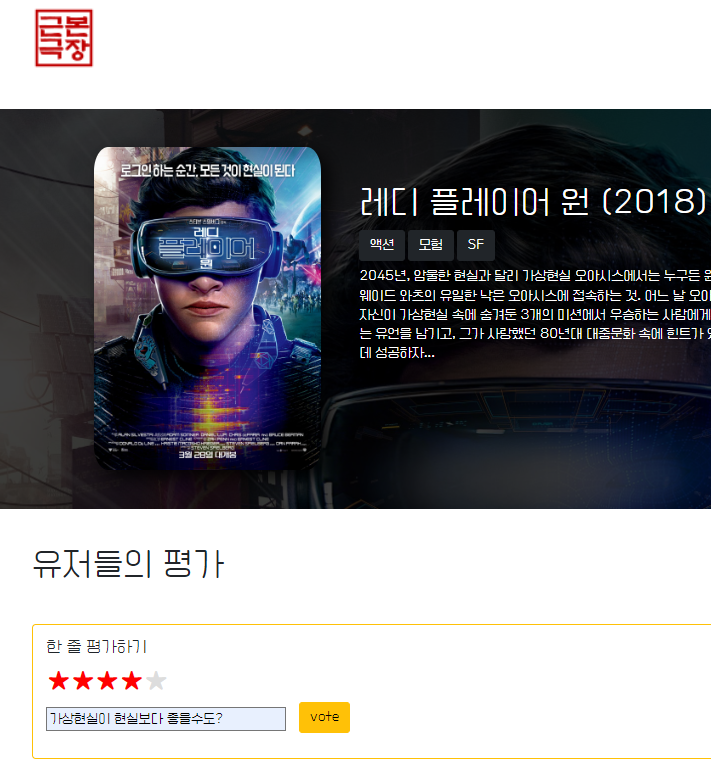 근본
극장
로그인 하는 순간, 모든 것이 현실이 된다
레디
플레이어
원
3월 28일 대개봉
레디 플레이어 원 (2018)
액션 모험 SF
2045년, 암울한 현실과 달리 가상현실 오아시스에서는 누구든 원
웨이드 와츠의 유일한 낙은 오아시스에 접속하는 것. 어느 날 오아
자신이 가상현실 속에 숨겨둔 3개의 미션에서 우승하는 사람에게
는 유언을 남기고, 그가 사랑했던 80년대 대중문화 속에 힌트가 있
데 성공하자...
유저들의 평가
한 줄 평가하기
가상현실이 현실보다 좋을수도?
vote